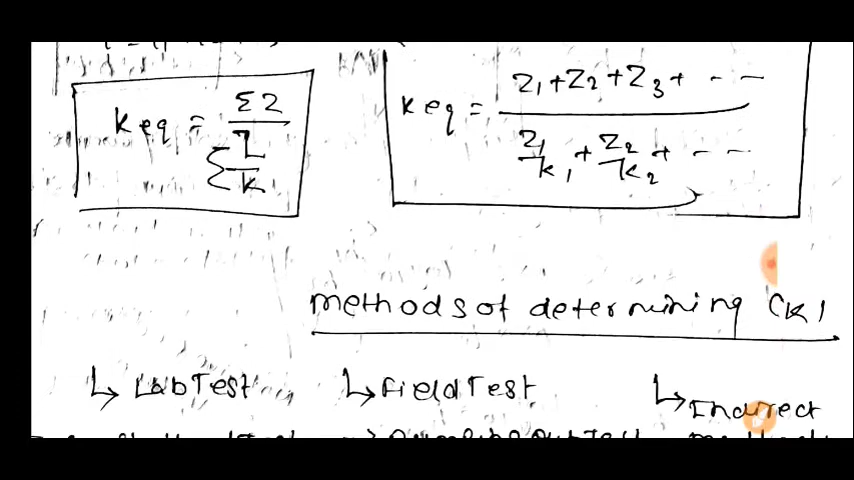 keq = ΣZ / Σ Z/k
keq = Z1+Z2+Z3+ - - - / Z1/k1 + Z2/k2 + - - -
methods of determining (K)
↳ LabTest ↳ FieldTest ↳ Indirect